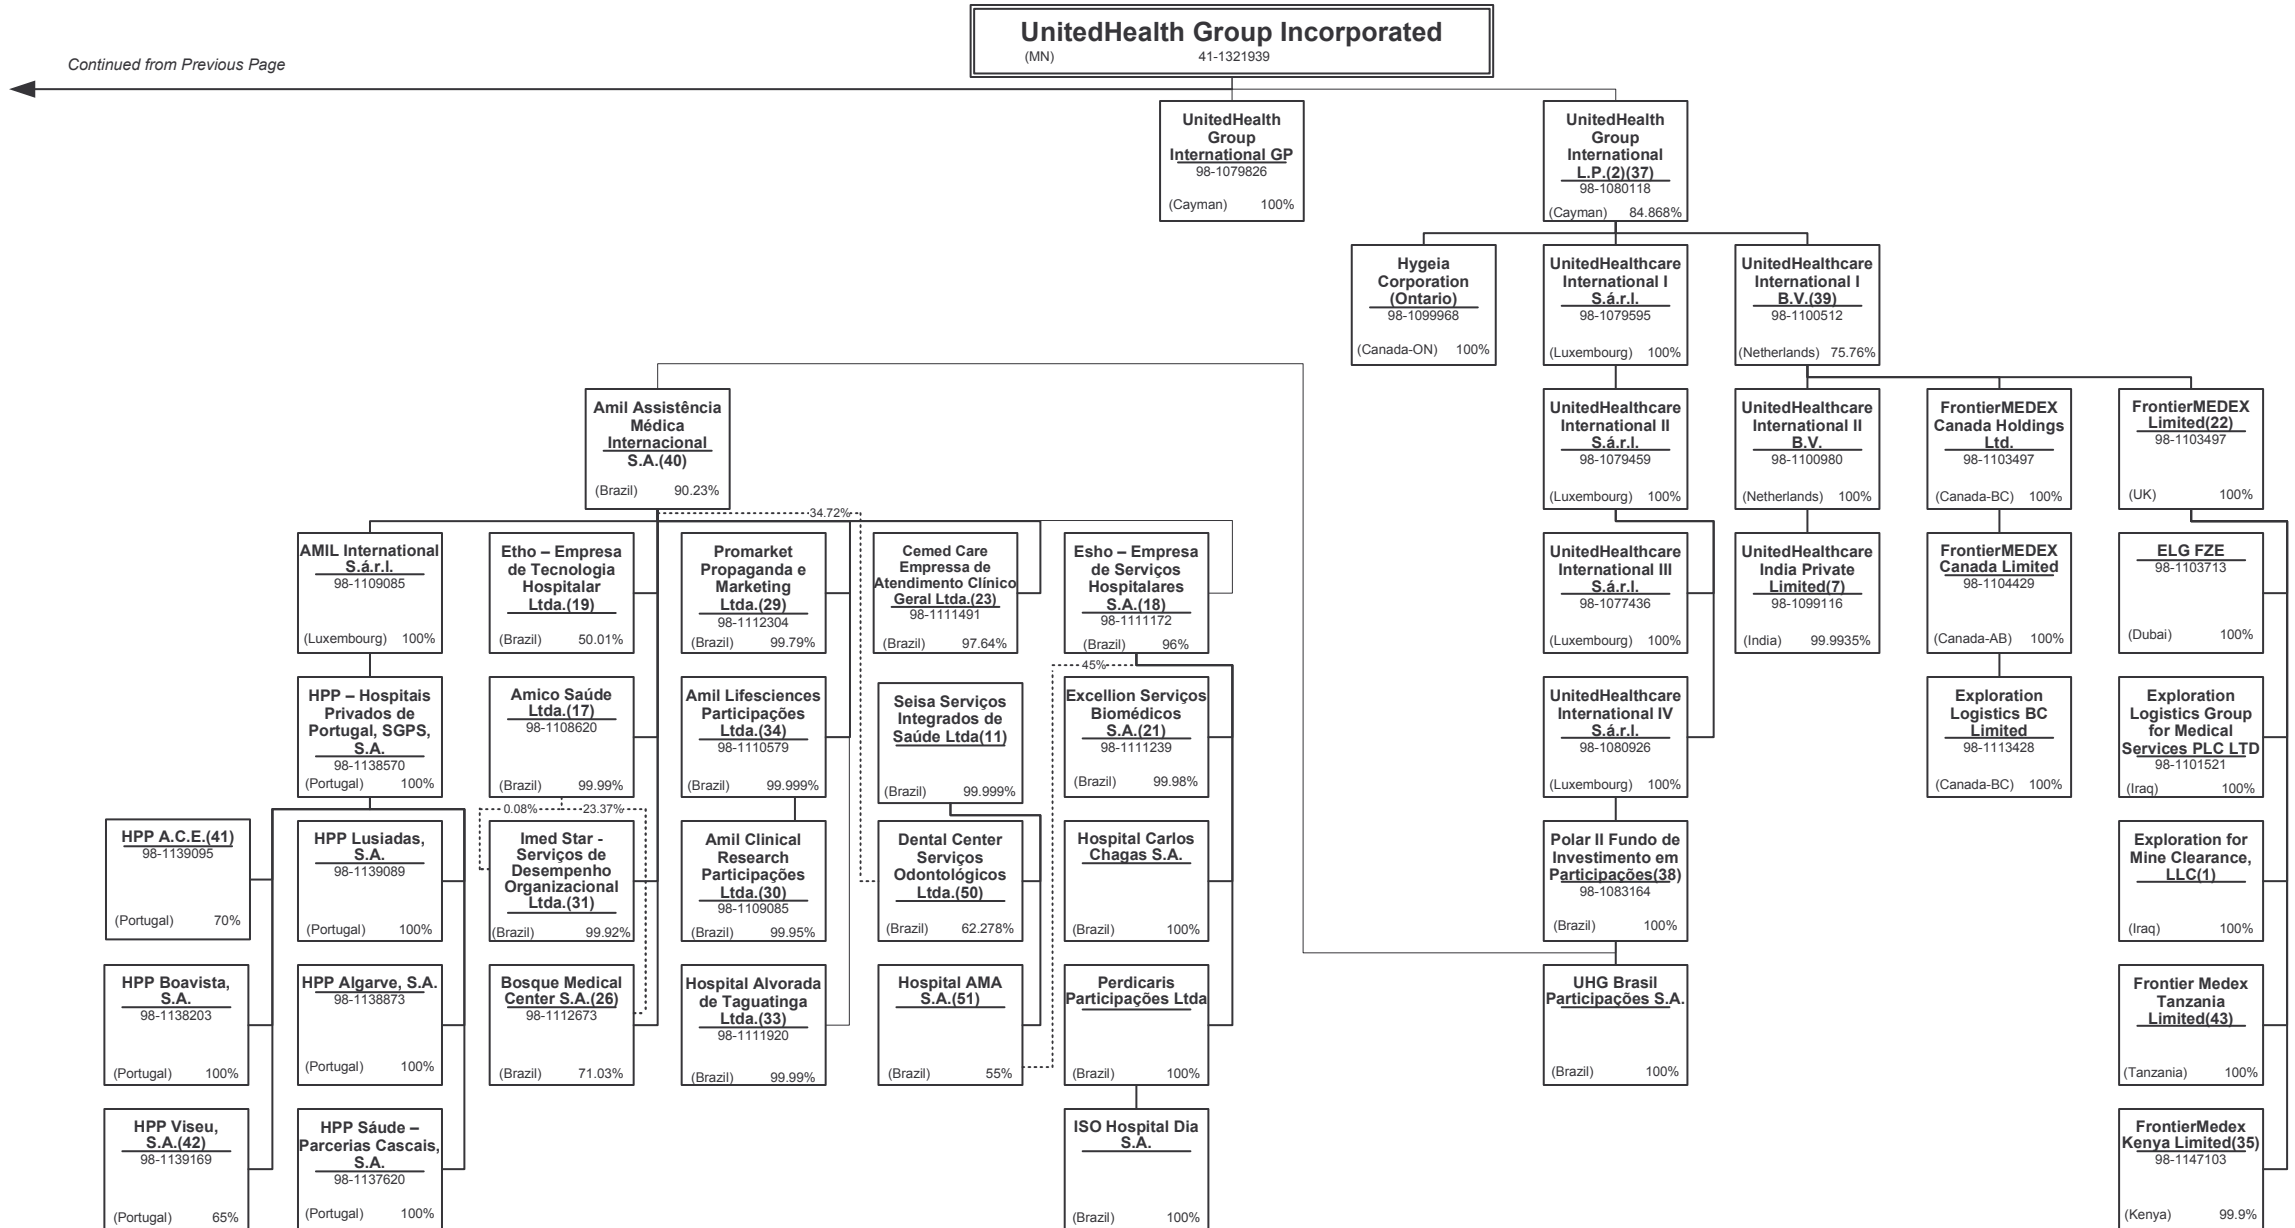 UnitedHealth Group Incorporated
(MN) 41-1321939
Continued from Previous Page
UnitedHealth
Group
International GP
98-1079826
(Cayman) 100%
UnitedHealth
Group
International
L.P.(2)(37)
98-1080118
(Cayman) 84.868%
Hygeia
Corporation
(Ontario)
98-1099968
(Canada-ON) 100%
UnitedHealthcare
International I
S.á.r.l.
98-1079595
(Luxembourg) 100%
UnitedHealthcare
International I
B.V.(39)
98-1100512
(Netherlands) 75.76%
Amil Assistência
Médica
Internacional
S.A.(40)
(Brazil) 90.23%
UnitedHealthcare
International II
S.á.r.l.
98-1079459
(Luxembourg) 100%
UnitedHealthcare
International II
B.V.
98-1100980
(Netherlands) 100%
FrontierMEDEX
Canada Holdings
Ltd.
98-1103497
(Canada-BC) 100%
FrontierMEDEX
Limited(22)
98-1103497
(UK) 100%
34.72%
AMIL International
S.á.r.l.
98-1109085
(Luxembourg) 100%
Etho – Empresa
de Tecnologia
Hospitalar
Ltda.(19)
(Brazil) 50.01%
Promarket
Propaganda e
Marketing
Ltda.(29)
98-1112304
(Brazil) 99.79%
Cemed Care
Empressa de
Atendimento Clínico
Geral Ltda.(23)
98-1111491
(Brazil) 97.64%
Esho – Empresa
de Serviços
Hospitalares
S.A.(18)
98-1111172
(Brazil) 96%
UnitedHealthcare
International III
S.á.r.l.
98-1077436
(Luxembourg) 100%
UnitedHealthcare
India Private
Limited(7)
98-1099116
(India) 99.9935%
FrontierMEDEX
Canada Limited
98-1104429
(Canada-AB) 100%
ELG FZE
98-1103713
(Dubai) 100%
45%
HPP – Hospitais
Privados de
Portugal, SGPS,
S.A.
98-1138570
(Portugal) 100%
Amico Saúde
Ltda.(17)
98-1108620
(Brazil) 99.99%
Amil Lifesciences
Participações
Ltda.(34)
98-1110579
(Brazil) 99.999%
Seisa Serviços
Integrados de
Saúde Ltda(11)
(Brazil) 99.999%
Excellion Serviços
Biomédicos
S.A.(21)
98-1111239
(Brazil) 99.98%
UnitedHealthcare
International IV
S.á.r.l.
98-1080926
(Luxembourg) 100%
Exploration
Logistics BC
Limited
98-1113428
(Canada-BC) 100%
Exploration
Logistics Group
for Medical
Services PLC LTD
98-1101521
(Iraq) 100%
0.08% 23.37%
HPP A.C.E.(41)
98-1139095
(Portugal) 70%
HPP Lusiadas,
S.A.
98-1139089
(Portugal) 100%
Imed Star -
Serviços de
Desempenho
Organizacional
Ltda.(31)
(Brazil) 99.92%
Amil Clinical
Research
Participações
Ltda.(30)
98-1109085
(Brazil) 99.95%
Dental Center
Serviços
Odontológicos
Ltda.(50)
(Brazil) 62.278%
Hospital Carlos
Chagas S.A.
(Brazil) 100%
Polar II Fundo de
Investimento em
Participações(38)
98-1083164
(Brazil) 100%
Exploration for
Mine Clearance,
LLC(1)
(Iraq) 100%
HPP Boavista,
S.A.
98-1138203
(Portugal) 100%
HPP Algarve, S.A.
98-1138873
(Portugal) 100%
Bosque Medical
Center S.A.(26)
98-1112673
(Brazil) 71.03%
Hospital Alvorada
de Taguatinga
Ltda.(33)
98-1111920
(Brazil) 99.99%
Hospital AMA
S.A.(51)
(Brazil) 55%
Perdicaris
Participações Ltda
(Brazil) 100%
UHG Brasil
Participações S.A.
(Brazil) 100%
Frontier Medex
Tanzania
Limited(43)
(Tanzania) 100%
HPP Viseu,
S.A.(42)
98-1139169
(Portugal) 65%
HPP Sáude –
Parcerias Cascais,
S.A.
98-1137620
(Portugal) 100%
ISO Hospital Dia
S.A.
(Brazil) 100%
FrontierMedex
Kenya Limited(35)
98-1147103
(Kenya) 99.9%